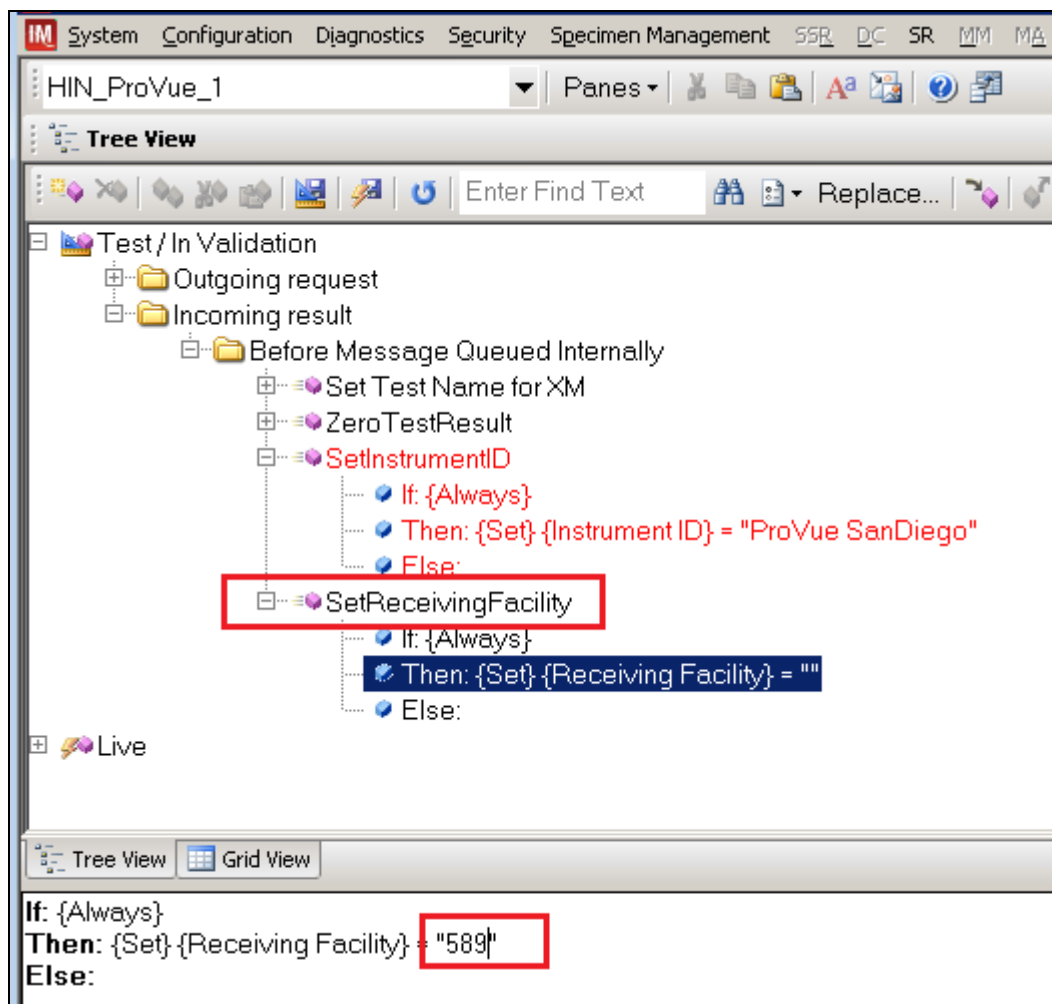 IM System Configuration Diagnostics Security Specimen Management SSR DC SR MM MA
HIN_ProVue_1 Panes Aa
Tree View
Enter Find Text Replace...
Test / In Validation
Outgoing request
Incoming result
Before Message Queued Internally
Set Test Name for XM
ZeroTestResult
SetInstrumentID
If: {Always}
Then: {Set} {Instrument ID} = "ProVue SanDiego"
Else:
SetReceivingFacility
If: {Always}
Then: {Set} {Receiving Facility} = ""
Else:
Live
Tree View Grid View
If: {Always}
Then: {Set} {Receiving Facility} = "589"
Else: